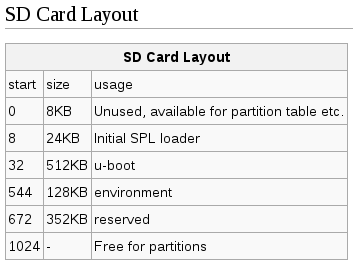 SD Card Layout
SD Card Layout
start size usage
0 8KB Unused, available for partition table etc.
8 24KB Initial SPL loader
32 512KB u-boot
544 128KB environment
672 352KB reserved
1024 - Free for partitions